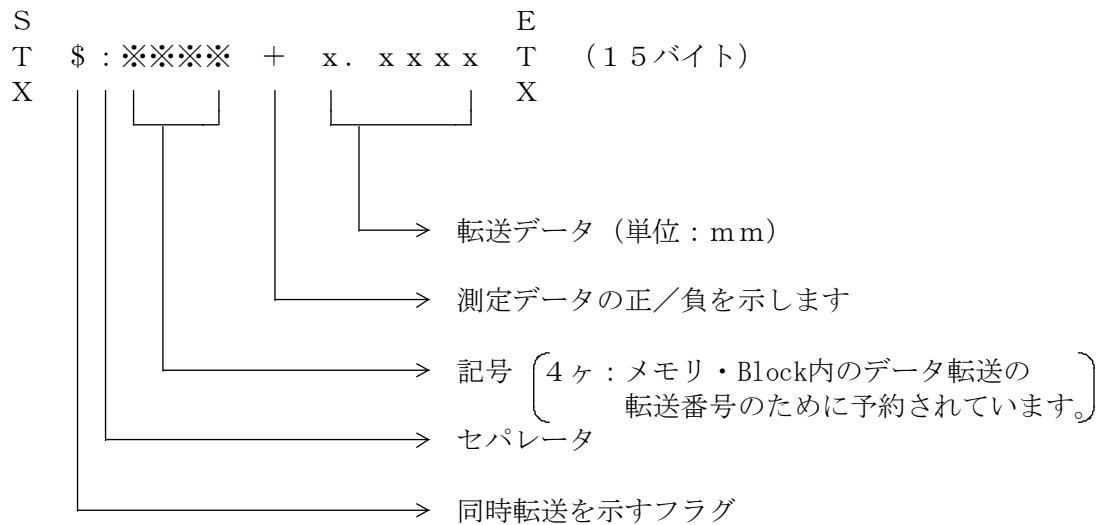 STX $:※※※※ + x.xxxx ETX (15バイト)
転送データ(単位:mm)
測定データの正/負を示します
記号 4ヶ:メモリ・Block内のデータ転送の
転送番号のために予約されています。
セパレータ
同時転送を示すフラグ